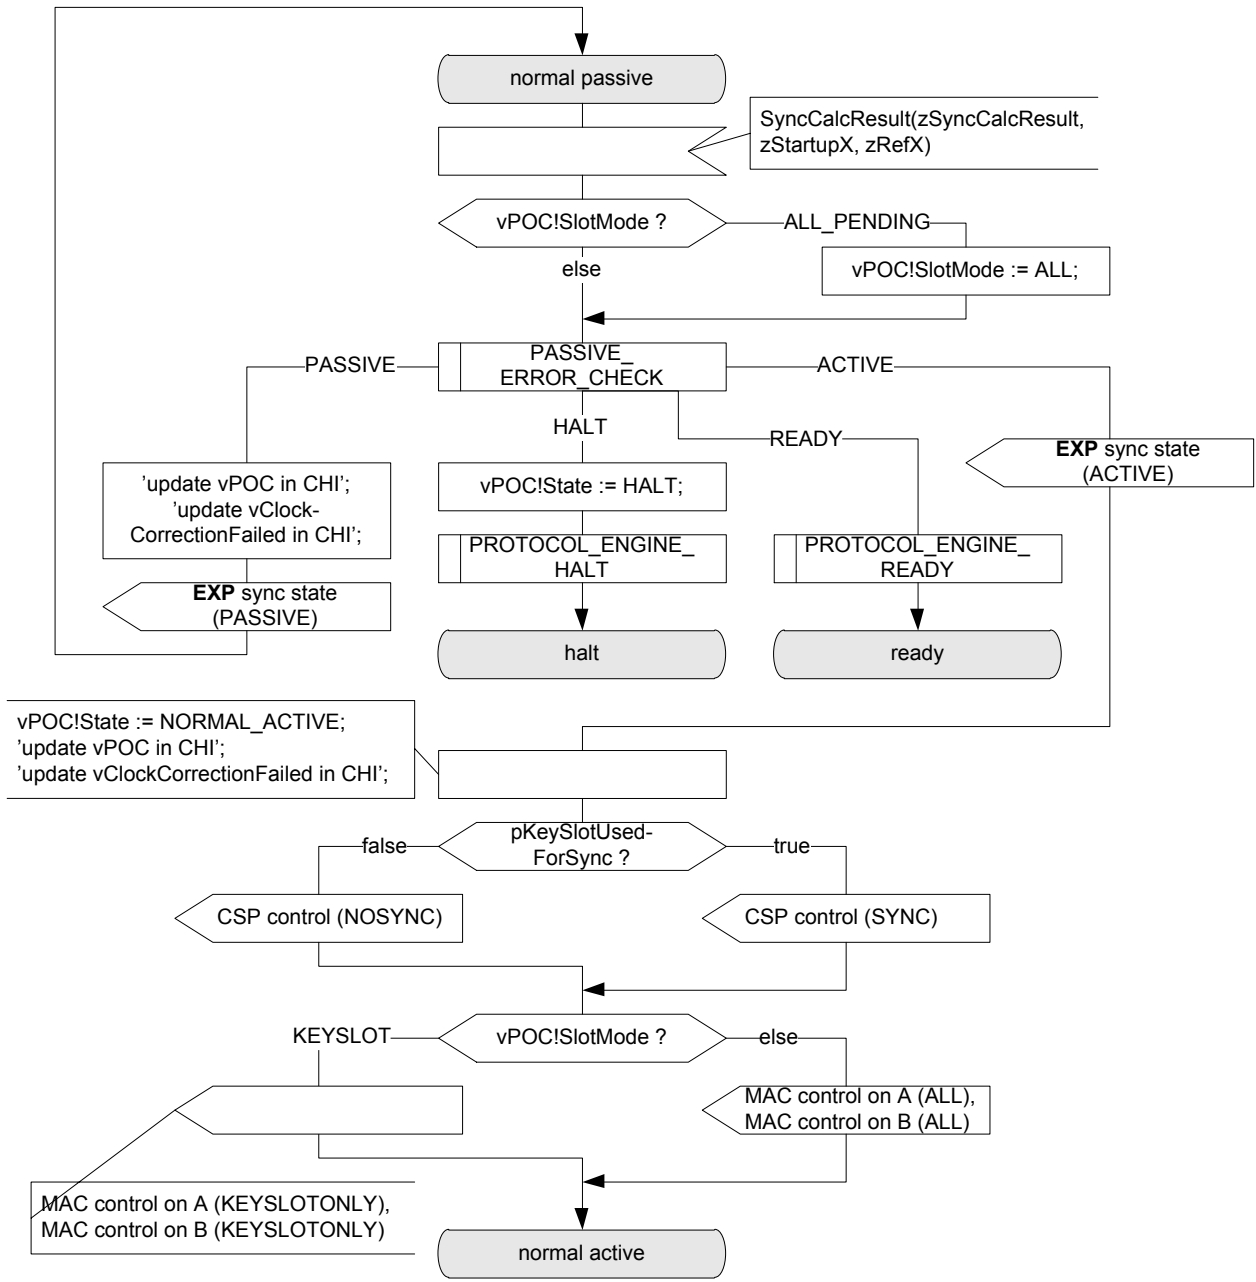 normal passive
SyncCalcResult(zSyncCalcResult,
zStartupX, zRefX)
vPOC!SlotMode ?
ALL_PENDING
else
vPOC!SlotMode := ALL;
PASSIVE
PASSIVE_
ERROR_CHECK
ACTIVE
HALT
READY
EXP sync state
(ACTIVE)
'update vPOC in CHI';
'update vClock-
CorrectionFailed in CHI';
vPOC!State := HALT;
PROTOCOL_ENGINE_
HALT
PROTOCOL_ENGINE_
READY
EXP sync state
(PASSIVE)
halt
ready
vPOC!State := NORMAL_ACTIVE;
'update vPOC in CHI';
'update vClockCorrectionFailed in CHI';
pKeySlotUsed-
ForSync ?
false
true
CSP control (NOSYNC)
CSP control (SYNC)
KEYSLOT
vPOC!SlotMode ?
else
MAC control on A (ALL),
MAC control on B (ALL)
MAC control on A (KEYSLOTONLY),
MAC control on B (KEYSLOTONLY)
normal active